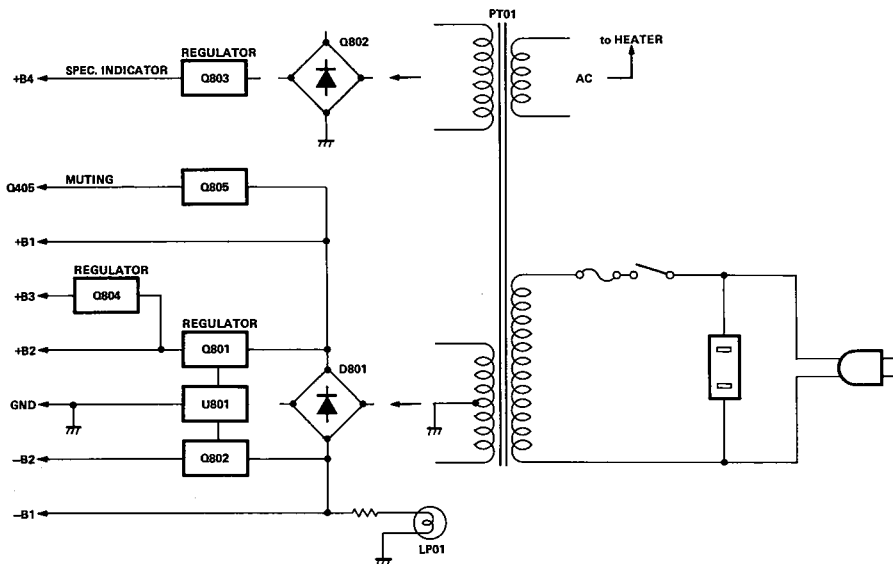 PT01
to HEATER
AC
Q802
REGULATOR
Q803
SPEC. INDICATOR
+B4
Q405
MUTING
Q805
+B1
REGULATOR
+B3
Q804
REGULATOR
+B2
Q801
D801
GND
U801
–B2
Q802
–B1
LP01